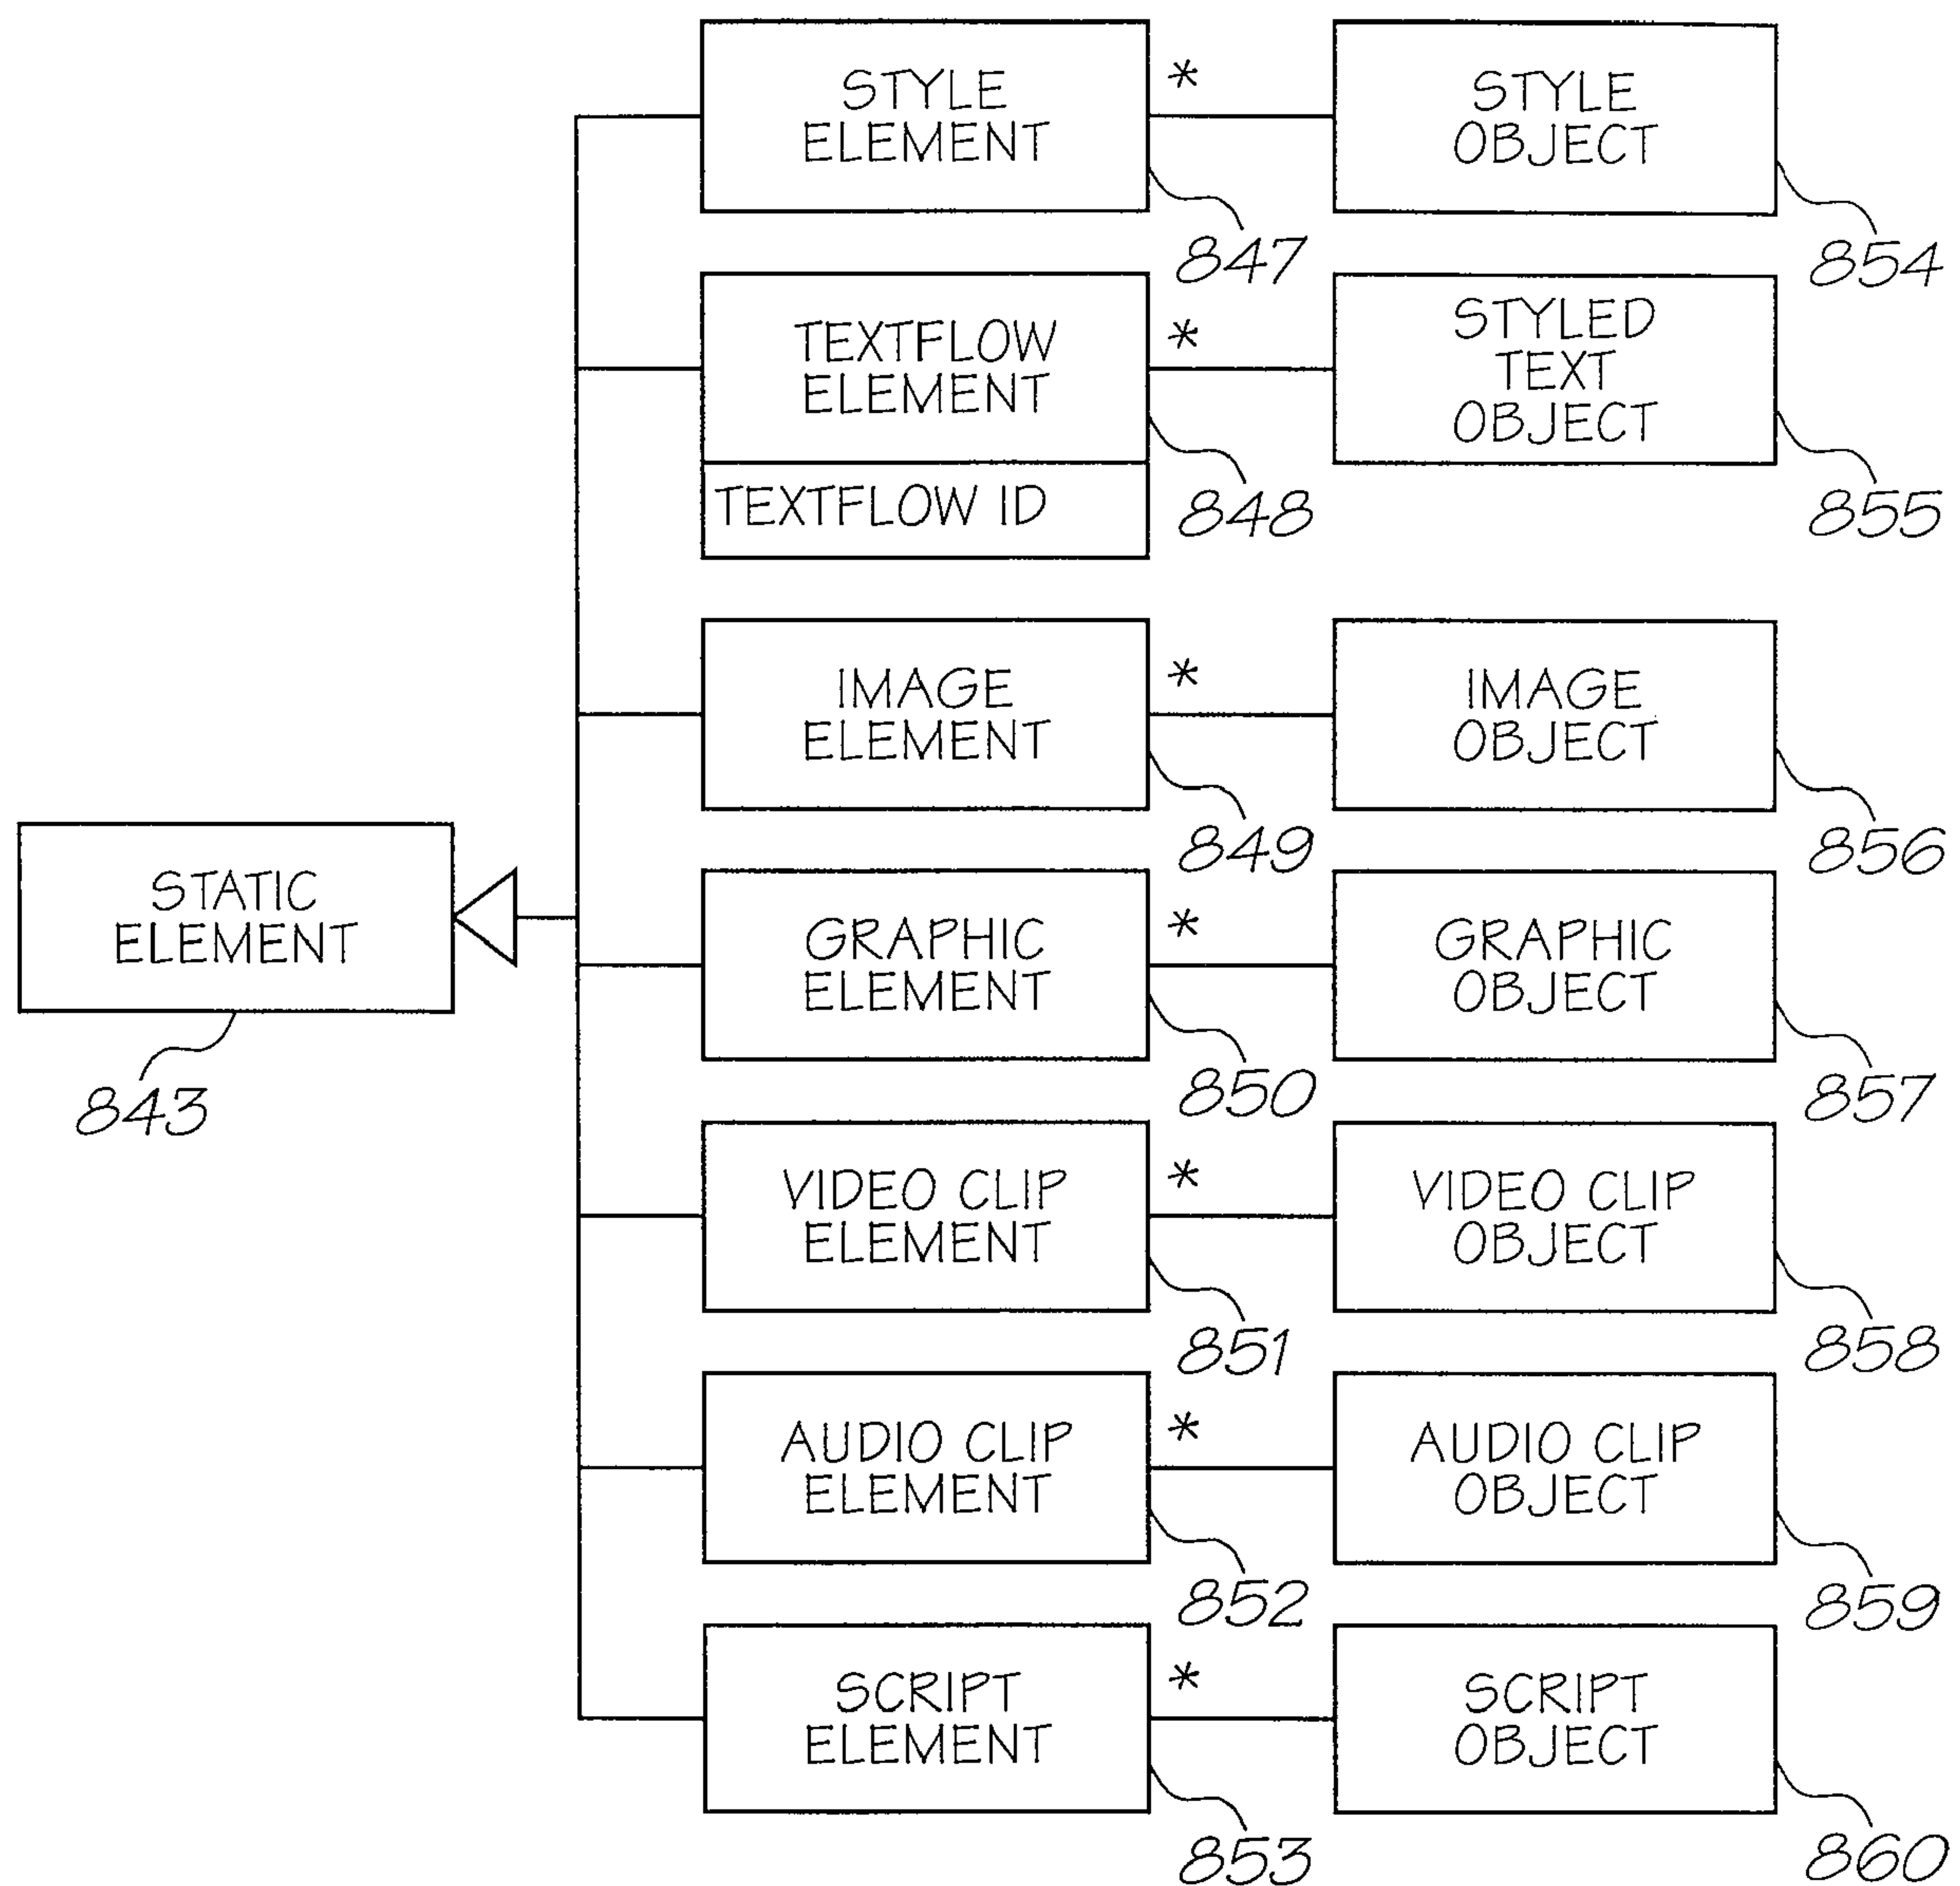 STYLE
ELEMENT
*
STYLE
OBJECT
847
854
TEXTFLOW
ELEMENT
*
STYLED
TEXT
OBJECT
TEXTFLOW ID
848
855
IMAGE
ELEMENT
*
IMAGE
OBJECT
849
856
STATIC
ELEMENT
843
GRAPHIC
ELEMENT
*
GRAPHIC
OBJECT
850
857
VIDEO CLIP
ELEMENT
*
VIDEO CLIP
OBJECT
851
858
AUDIO CLIP
ELEMENT
*
AUDIO CLIP
OBJECT
852
859
SCRIPT
ELEMENT
*
SCRIPT
OBJECT
853
860